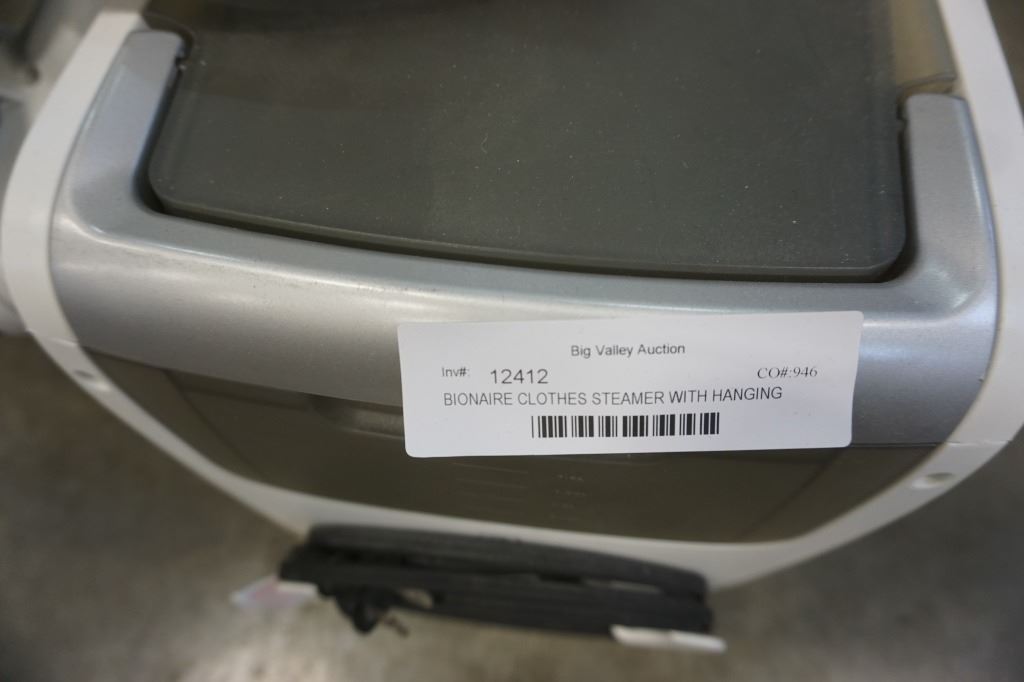 Big Valley Auction
Inv#: 12412 CO#:946
BIONAIRE CLOTHES STEAMER WITH HANGING